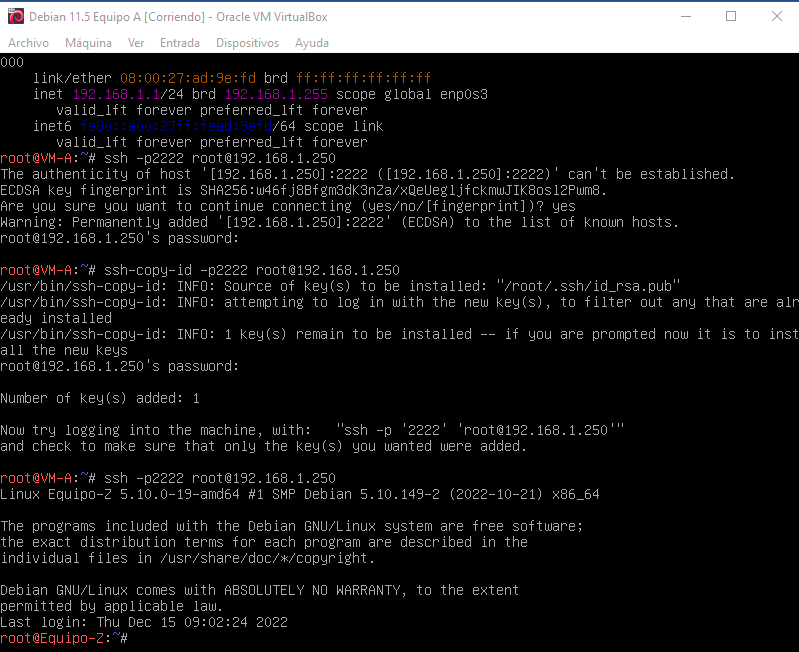 Debian 11.5 Equipo A [Corriendo] - Oracle VM VirtualBox
Archivo Máquina Ver Entrada Dispositivos Ayuda
000
link/ether 08:00:27:ad:9e:fd brd ff:ff:ff:ff:ff:ff
inet 192.168.1.1/24 brd 192.168.1.255 scope global enp0s3
valid_lft forever preferred_lft forever
inet6 fe80::a00:27ff:fead:9efd/64 scope link
valid_lft forever preferred_lft forever
root@VM-A:~# ssh -p2222 root@192.168.1.250
The authenticity of host '[192.168.1.250]:2222 ([192.168.1.250]:2222)' can't be established.
ECDSA key fingerprint is SHA256:w46fj8Bfgm3dK3nZa/xQeUegljfckmwJIK8osl2Pwm8.
Are you sure you want to continue connecting (yes/no/[fingerprint])? yes
Warning: Permanently added '[192.168.1.250]:2222' (ECDSA) to the list of known hosts.
root@192.168.1.250's password:
root@VM-A:~# ssh-copy-id -p2222 root@192.168.1.250
/usr/bin/ssh-copy-id: INFO: Source of key(s) to be installed: "/root/.ssh/id_rsa.pub"
/usr/bin/ssh-copy-id: INFO: attempting to log in with the new key(s), to filter out any that are alr
eady installed
/usr/bin/ssh-copy-id: INFO: 1 key(s) remain to be installed -- if you are prompted now it is to inst
all the new keys
root@192.168.1.250's password:
Number of key(s) added: 1
Now try logging into the machine, with: "ssh -p '2222' 'root@192.168.1.250'"
and check to make sure that only the key(s) you wanted were added.
root@VM-A:~# ssh -p2222 root@192.168.1.250
Linux Equipo-Z 5.10.0-19-amd64 #1 SMP Debian 5.10.149-2 (2022-10-21) x86_64
The programs included with the Debian GNU/Linux system are free software;
the exact distribution terms for each program are described in the
individual files in /usr/share/doc/*/copyright.
Debian GNU/Linux comes with ABSOLUTELY NO WARRANTY, to the extent
permitted by applicable law.
Last login: Thu Dec 15 09:02:24 2022
root@Equipo-Z:~#